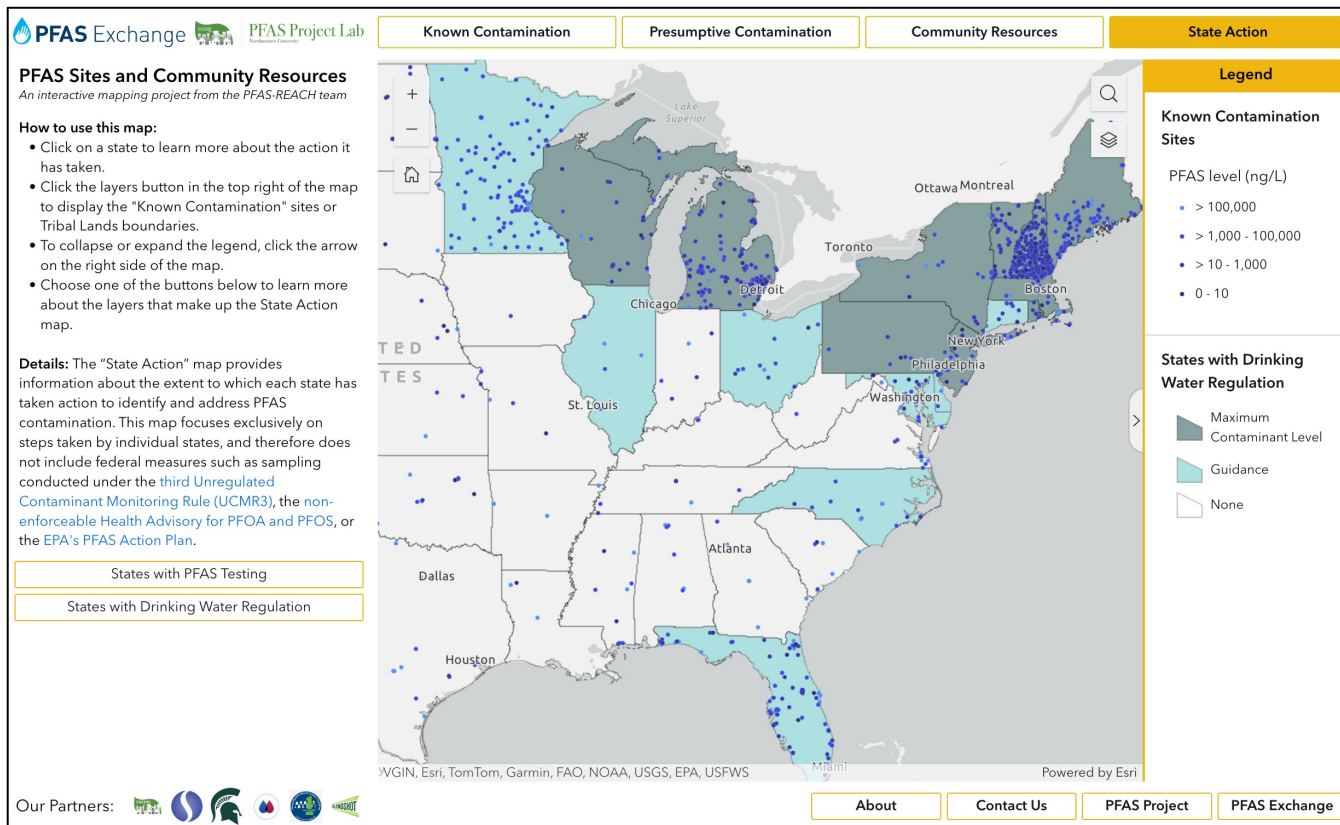 PFAS Exchange
PFAS Project Lab
Northeastern University
Known Contamination
Presumptive Contamination
Community Resources
State Action
PFAS Sites and Community Resources
An interactive mapping project from the PFAS-REACH team
How to use this map:
• Click on a state to learn more about the action it
has taken.
• Click the layers button in the top right of the map
to display the "Known Contamination" sites or
Tribal Lands boundaries.
• To collapse or expand the legend, click the arrow
on the right side of the map.
• Choose one of the buttons below to learn more
about the layers that make up the State Action
map.
Details: The “State Action” map provides
information about the extent to which each state has
taken action to identify and address PFAS
contamination. This map focuses exclusively on
steps taken by individual states, and therefore does
not include federal measures such as sampling
conducted under the third Unregulated
Contaminant Monitoring Rule (UCMR3), the non-
enforceable Health Advisory for PFOA and PFOS, or
the EPA's PFAS Action Plan.
States with PFAS Testing
States with Drinking Water Regulation
+
−
Lake
Superior
Ottawa
Montreal
Toronto
Boston
Detroit
Chicago
New York
Philadelphia
TED
TES
Washington
St. Louis
Atlanta
Dallas
Houston
Miami
VGIN, Esri, TomTom, Garmin, FAO, NOAA, USGS, EPA, USFWS
Powered by Esri
Legend
Known Contamination
Sites
PFAS level (ng/L)
> 100,000
> 1,000 - 100,000
> 10 - 1,000
0 - 10
States with Drinking
Water Regulation
Maximum
Contaminant Level
Guidance
None
Our Partners:
SLINGSHOT
About
Contact Us
PFAS Project
PFAS Exchange